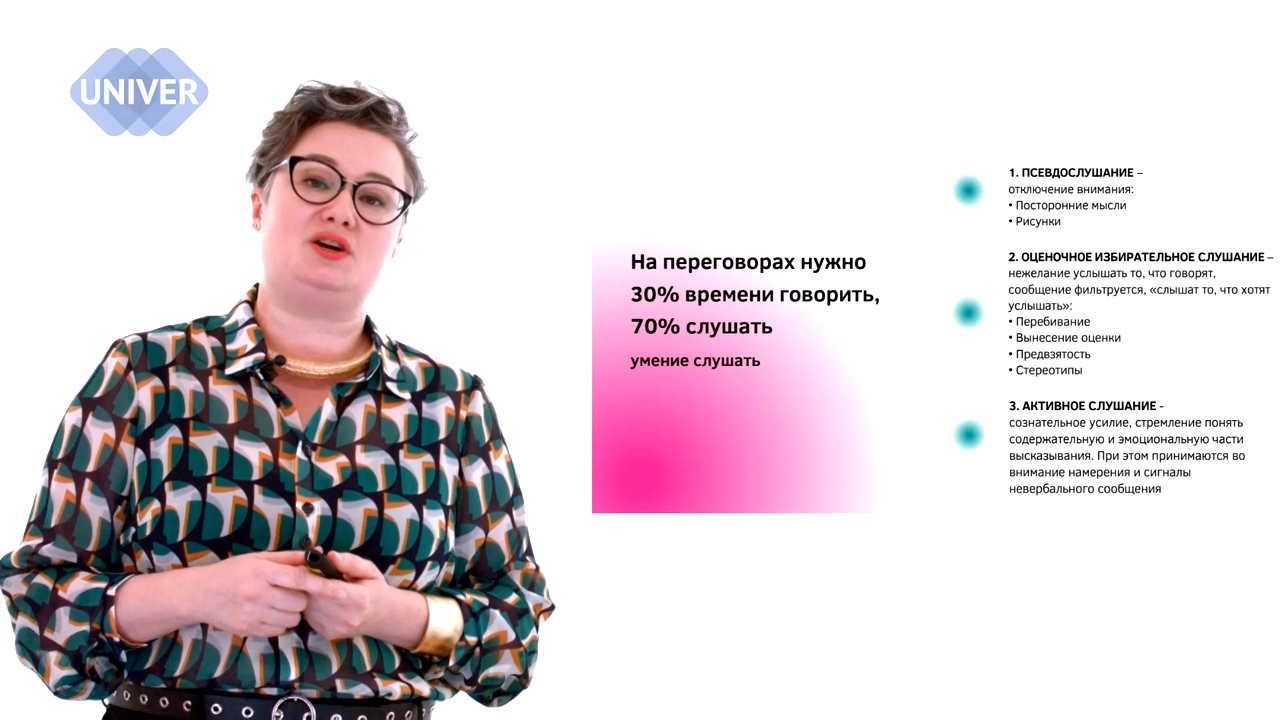 UNIVER
На переговорах нужно
30% времени говорить,
70% слушать
умение слушать
1. ПСЕВДОСЛУШАНИЕ –
отключение внимания:
• Посторонние мысли
• Рисунки
2. ОЦЕНОЧНОЕ ИЗБИРАТЕЛЬНОЕ СЛУШАНИЕ –
нежелание услышать то, что говорят,
сообщение фильтруется, «слышат то, что хотят
услышать»:
• Перебивание
• Вынесение оценки
• Предвзятость
• Стереотипы
3. АКТИВНОЕ СЛУШАНИЕ -
сознательное усилие, стремление понять
содержательную и эмоциональную части
высказывания. При этом принимаются во
внимание намерения и сигналы
невербального сообщения